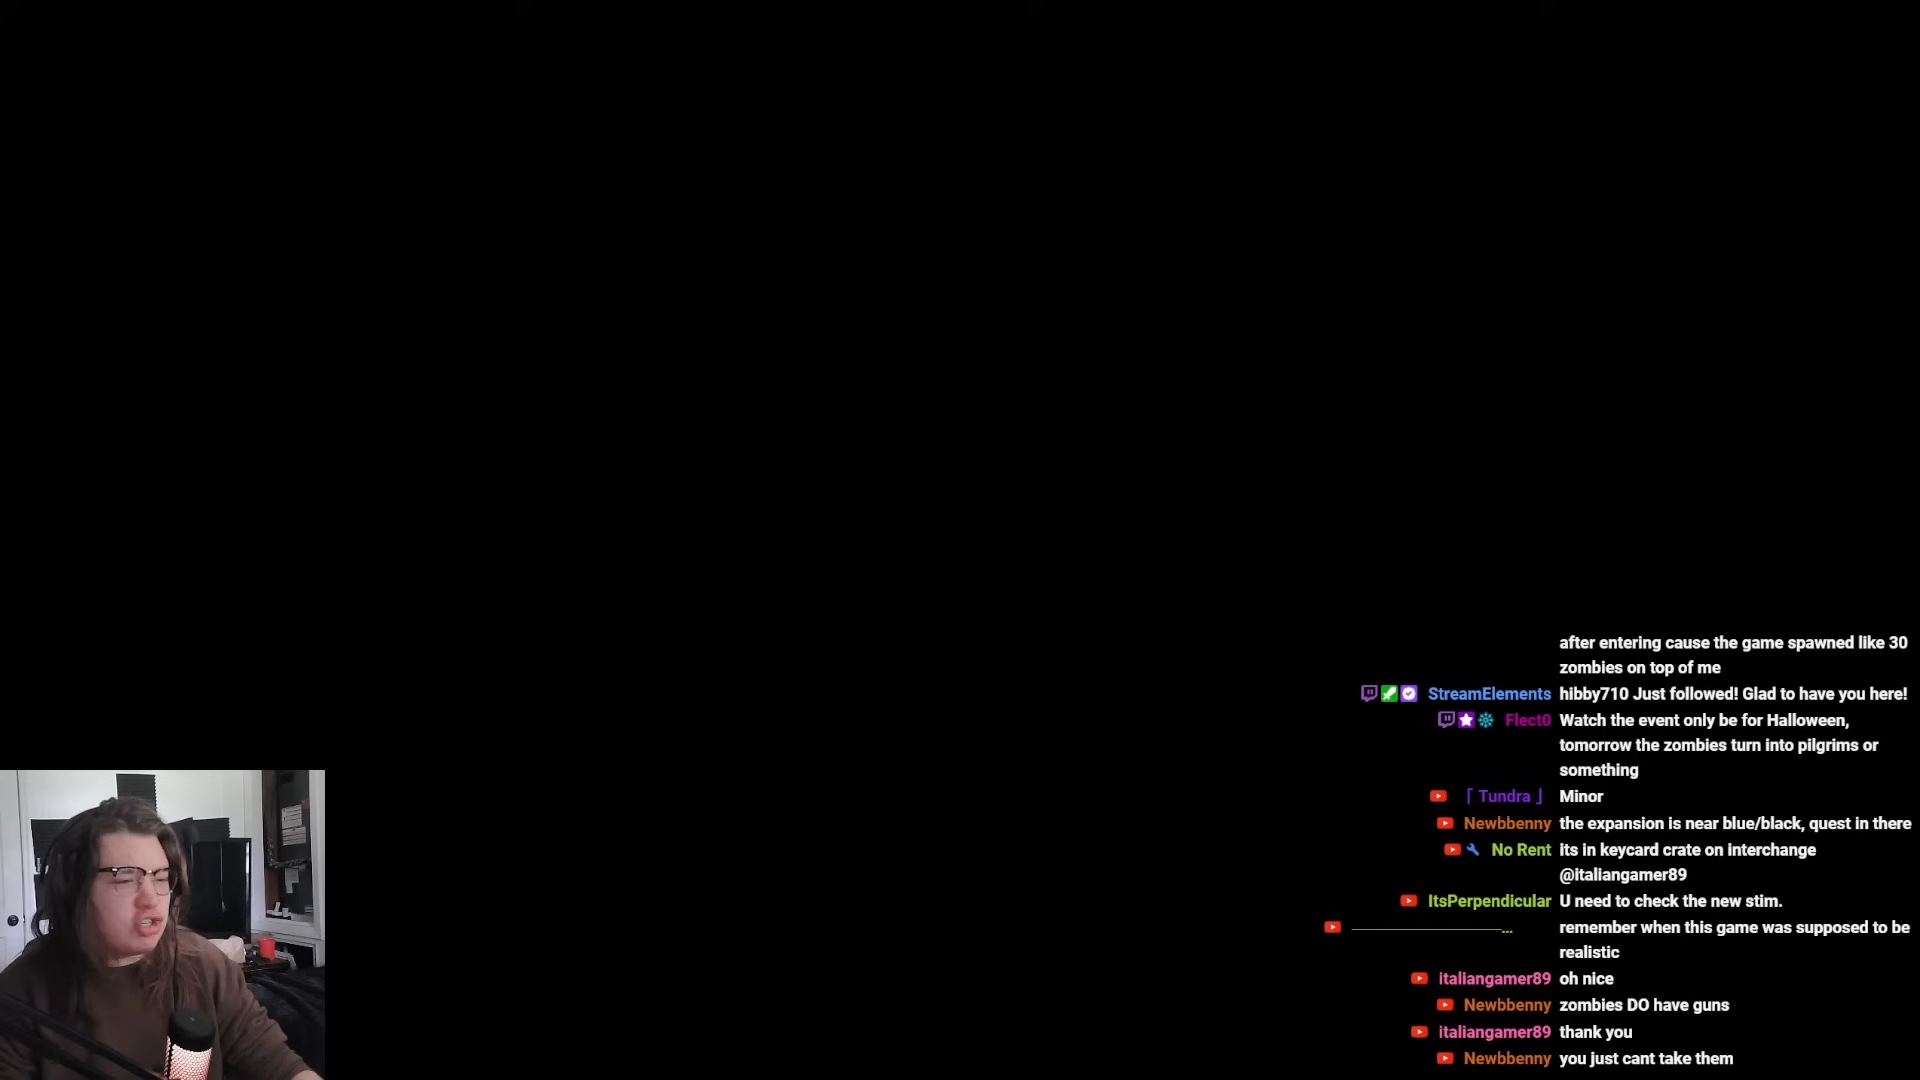 after entering cause the game spawned like 30
zombies on top of me
StreamElements hibby710 Just followed! Glad to have you here!
Flect0 Watch the event only be for Halloween,
tomorrow the zombies turn into pilgrims or
something
「 Tundra 」 Minor
Newbbenny the expansion is near blue/black, quest in there
No Rent its in keycard crate on interchange
@italiangamer89
ItsPerpendicular U need to check the new stim.
remember when this game was supposed to be
realistic
italiangamer89 oh nice
Newbbenny zombies DO have guns
italiangamer89 thank you
Newbbenny you just cant take them